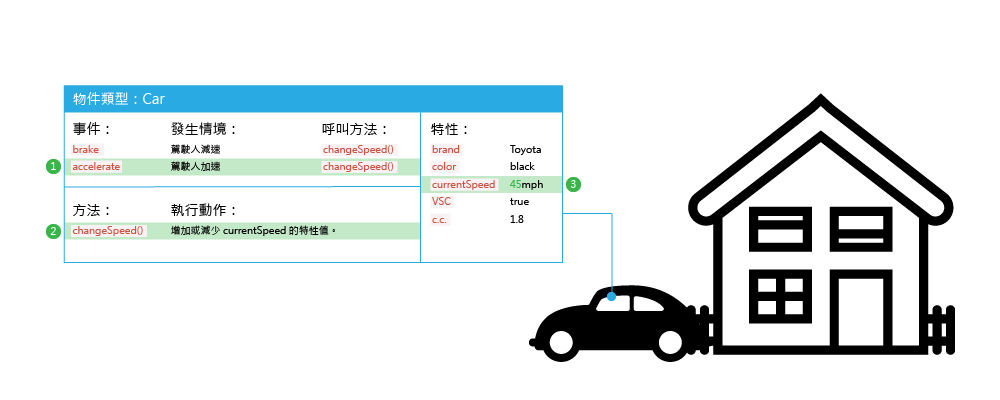 物件類型：Car
事件： 發生情境： 呼叫方法：
brake 駕駛人減速 changeSpeed()
1 accelerate 駕駛人加速 changeSpeed()
方法： 執行動作：
2 changeSpeed() 增加或減少 currentSpeed 的特性值。
特性：
brand Toyota
color black
currentSpeed 45mph 3
VSC true
c.c. 1.8